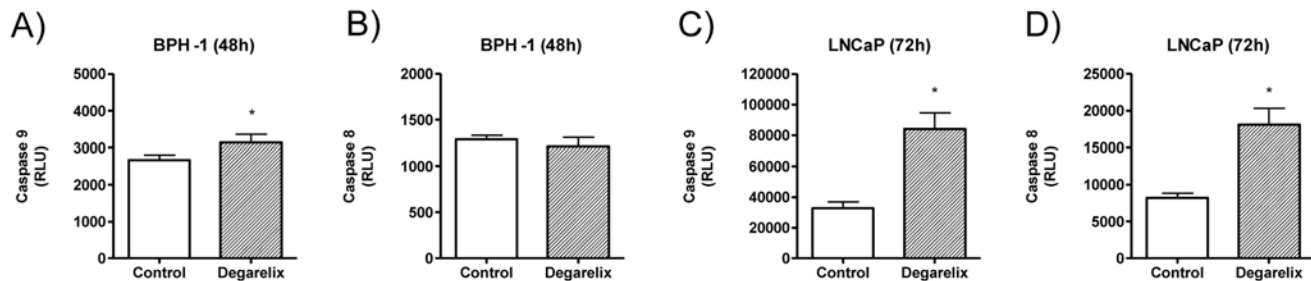 A)
BPH -1 (48h)
Caspase 9
(RLU)
5000
4000
3000
2000
1000
0
*
Control
Degarelix
B)
BPH -1 (48h)
Caspase 8
(RLU)
2000
1500
1000
500
0
Control
Degarelix
C)
LNCaP (72h)
Caspase 9
(RLU)
120000
100000
80000
60000
40000
20000
0
*
Control
Degarelix
D)
LNCaP (72h)
Caspase 8
(RLU)
25000
20000
15000
10000
5000
0
*
Control
Degarelix